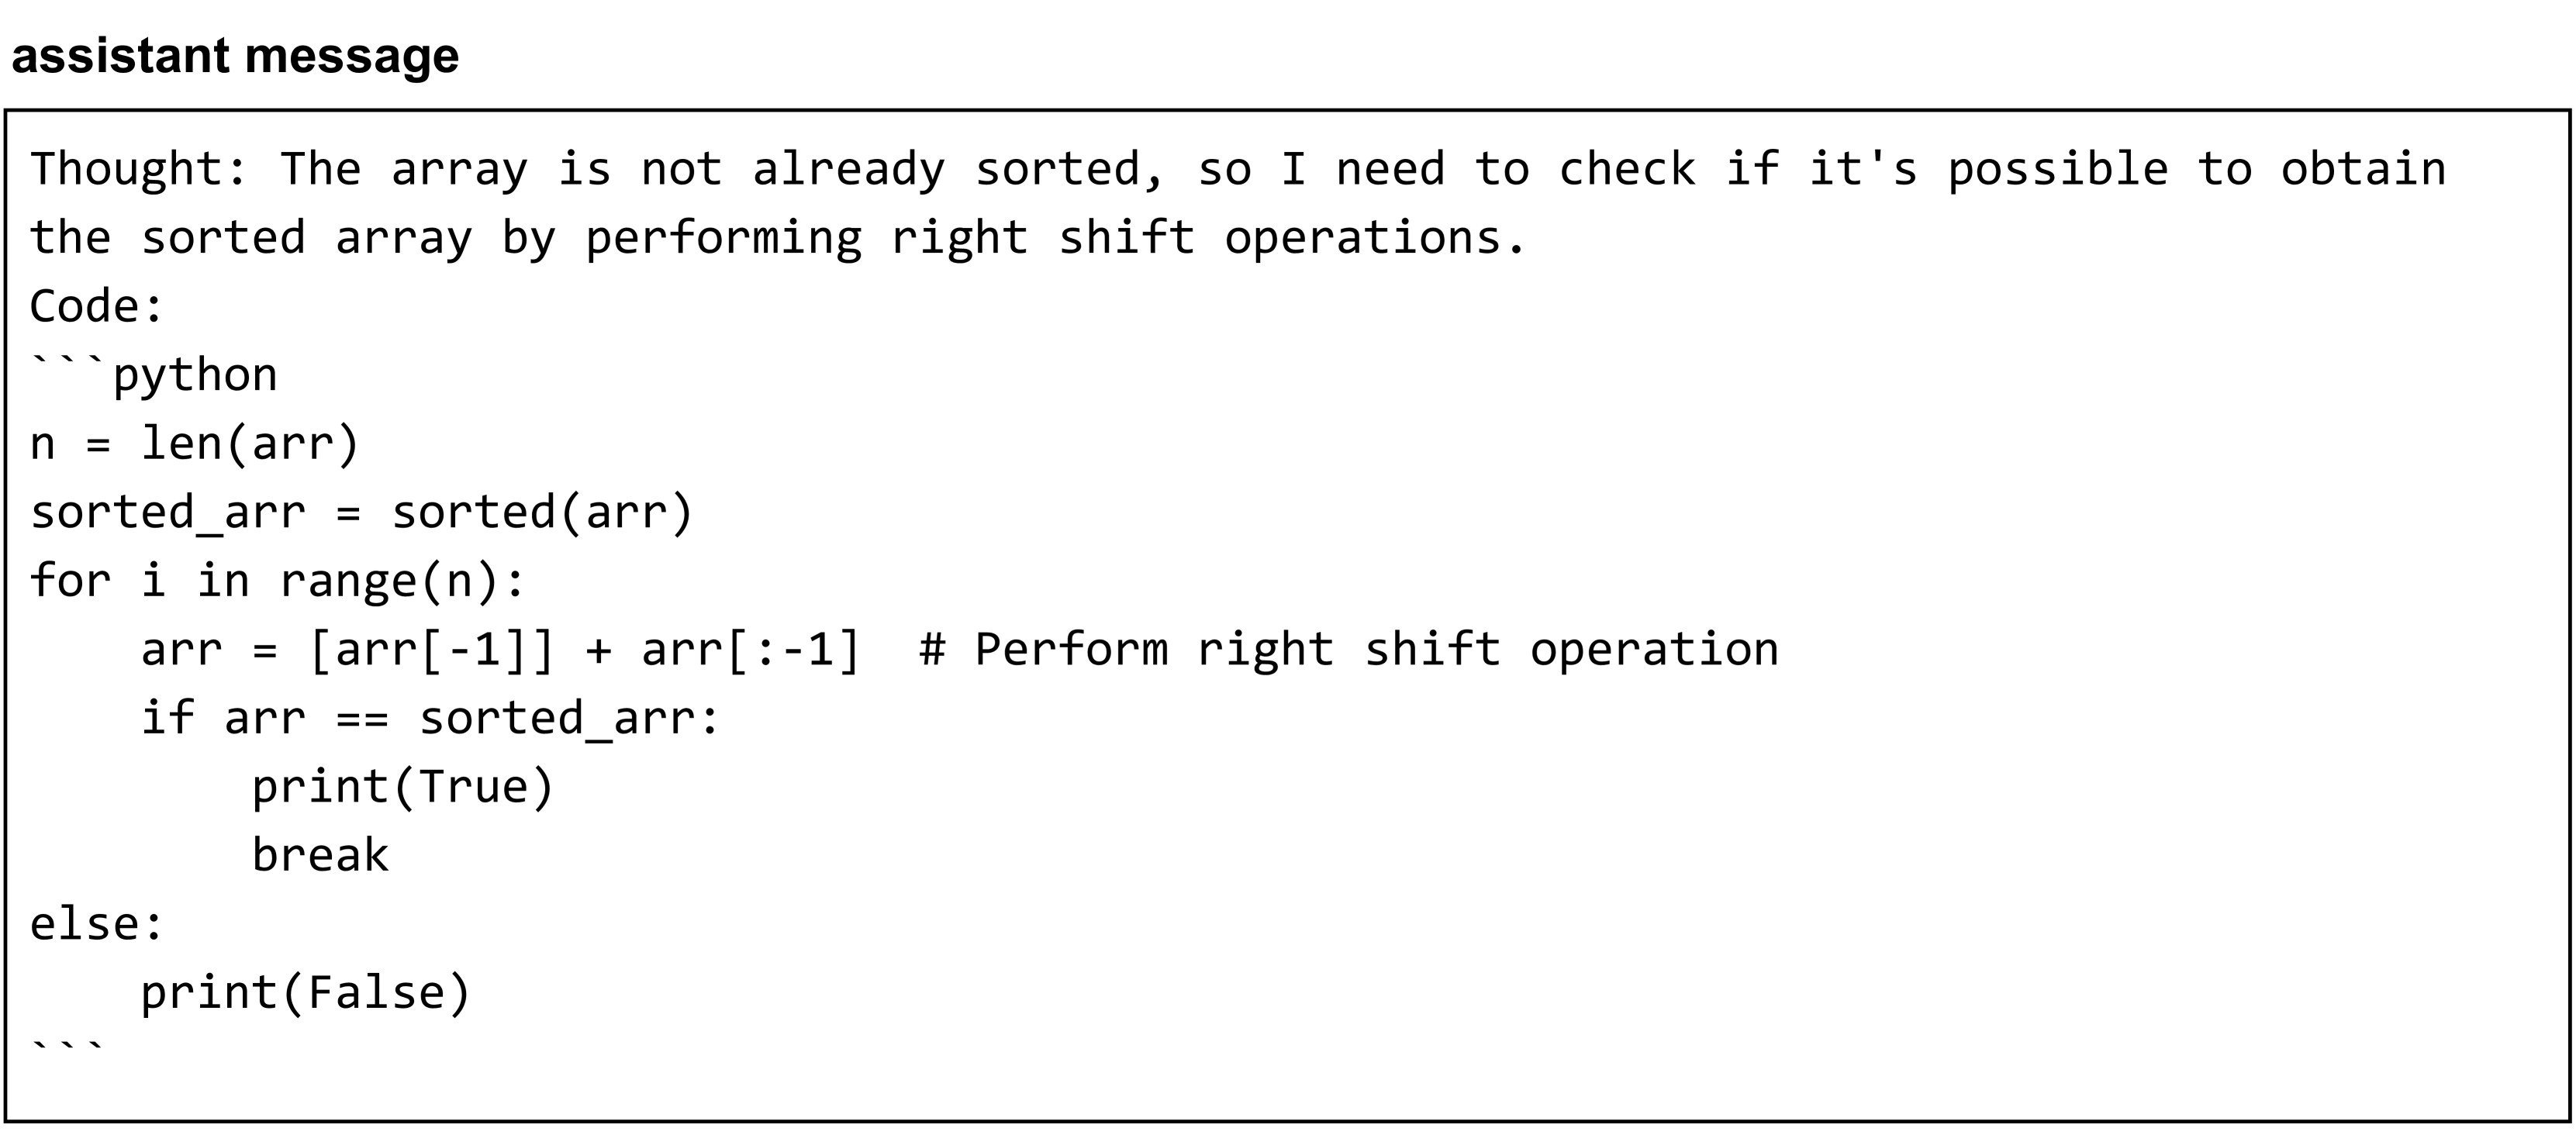 assistant message
Thought: The array is not already sorted, so I need to check if it's possible to obtain
the sorted array by performing right shift operations.
Code:
```python
n = len(arr)
sorted_arr = sorted(arr)
for i in range(n):
    arr = [arr[-1]] + arr[:-1]  # Perform right shift operation
    if arr == sorted_arr:
        print(True)
        break
else:
    print(False)
```